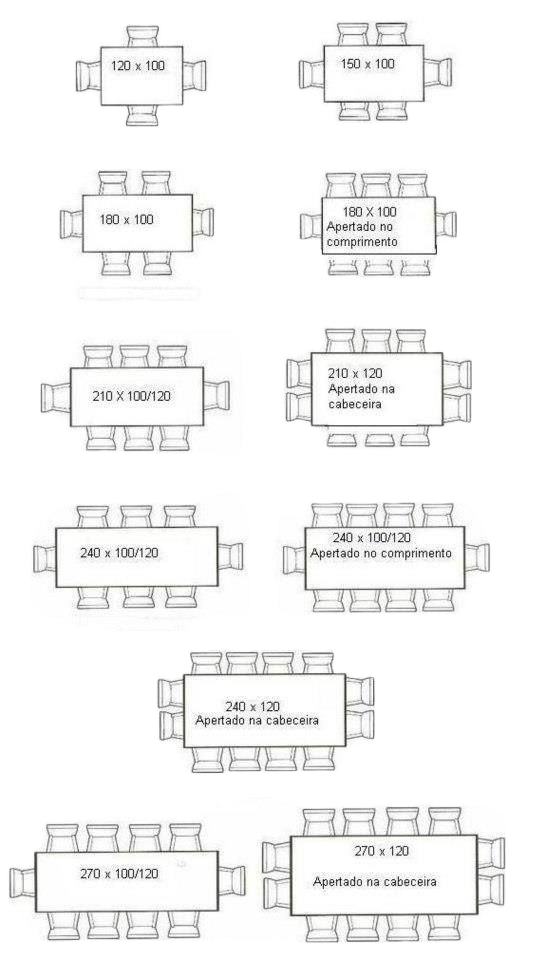 120 x 100
150 x 100
180 x 100
180 X 100
Apertado no
comprimento
210 X 100/120
210 x 120
Apertado na
cabeceira
240 x 100/120
240 x 100/120
Apertado no comprimento
240 x 120
Apertado na cabeceira
270 x 100/120
270 x 120
Apertado na cabeceira